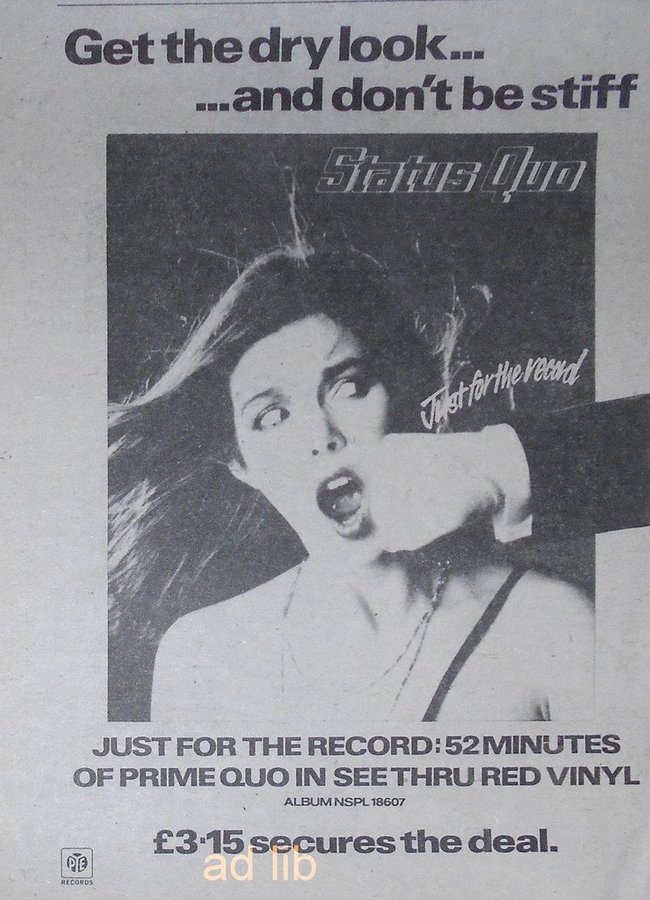 Get the dry look...
...and don't be stiff
Status Quo
Just for the record
JUST FOR THE RECORD: 52 MINUTES
OF PRIME QUO IN SEE THRU RED VINYL
ALBUM NSPL 18607
£3·15 secures the deal.
ad lib
PYE
RECORDS